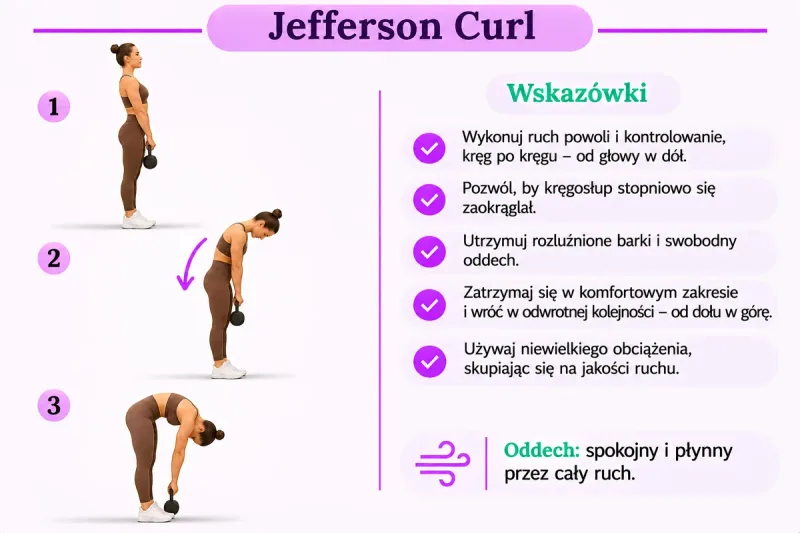 Jefferson Curl
1
2
3
Wskazówki
Wykonuj ruch powoli i kontrolowanie,
kręg po kręgu – od głowy w dół.
Pozwól, by kręgosłup stopniowo się
zaokrąglał.
Utrzymuj rozluźnione barki i swobodny
oddech.
Zatrzymaj się w komfortowym zakresie
i wróć w odwrotnej kolejności – od dołu w górę.
Używaj niewielkiego obciążenia,
skupiając się na jakości ruchu.
Oddech: spokojny i płynny
przez cały ruch.